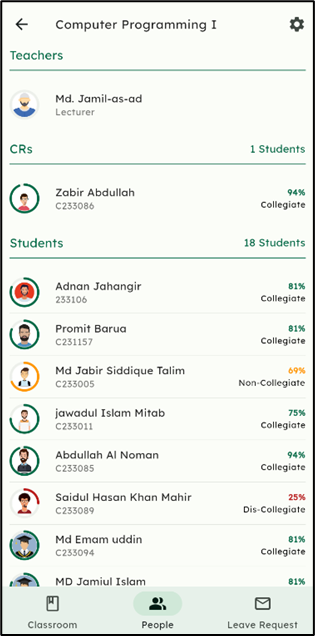 Computer Programming I
Teachers
Md. Jamil-as-ad
Lecturer
CRs 1 Students
Zabir Abdullah 94%
C233086 Collegiate
Students 18 Students
Adnan Jahangir 81%
233106 Collegiate
Promit Barua 81%
C231157 Collegiate
Md Jabir Siddique Talim 69%
C233005 Non-Collegiate
jawadul Islam Mitab 75%
C233011 Collegiate
Abdullah Al Noman 94%
C233085 Collegiate
Saidul Hasan Khan Mahir 25%
C233089 Dis-Collegiate
Md Emam uddin 81%
C233094 Collegiate
MD Jamiul Islam 81%
Classroom People Leave Request